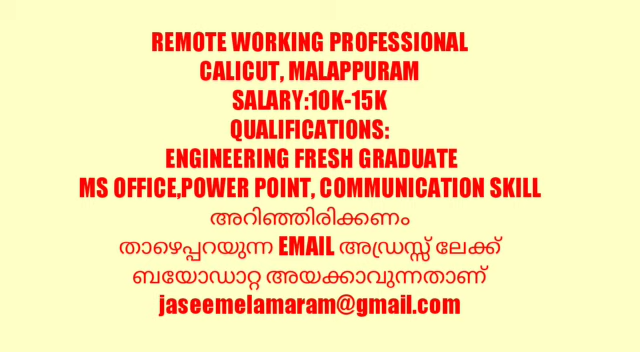 REMOTE WORKING PROFESSIONAL
CALICUT, MALAPPURAM
SALARY:10K-15K
QUALIFICATIONS:
ENGINEERING FRESH GRADUATE
MS OFFICE,POWER POINT, COMMUNICATION SKILL
അറിഞ്ഞിരിക്കണം
താഴെപ്പറയുന്ന EMAIL അഡ്രസ്സ് ലേക്ക്
ബയോഡാറ്റ അയക്കാവുന്നതാണ്
jaseemelamaram@gmail.com